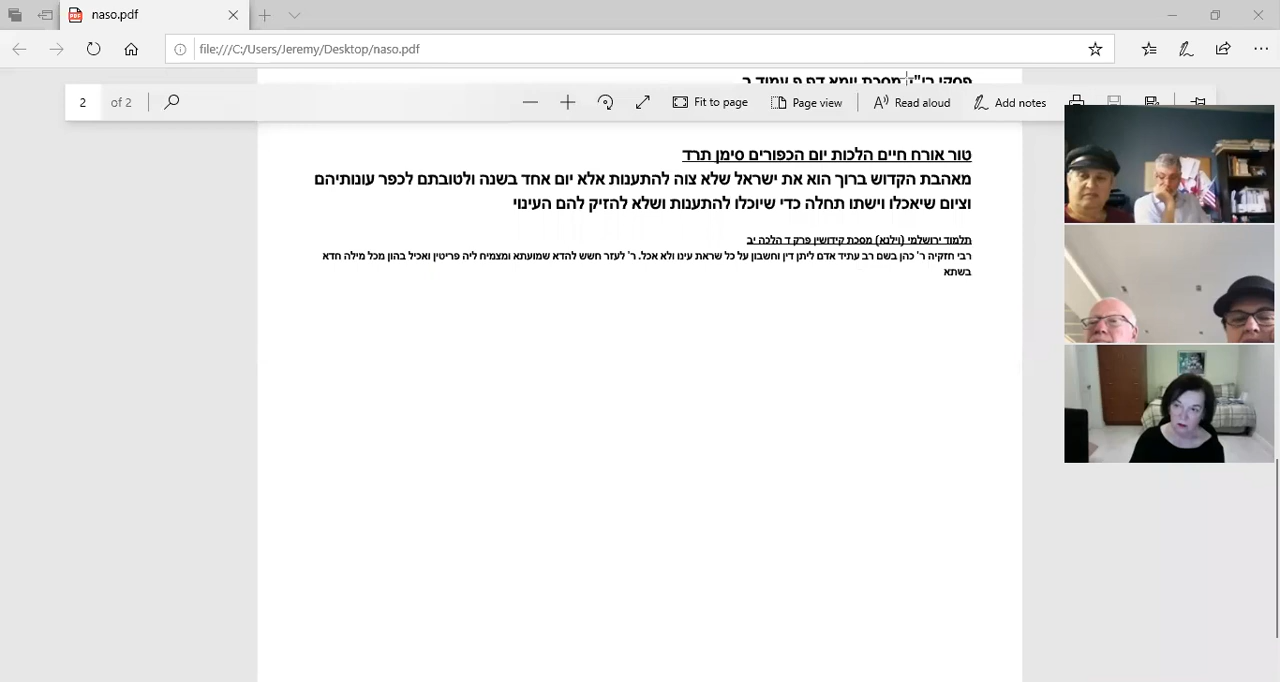 naso.pdf
file:///C:/Users/Jeremy/Desktop/naso.pdf
מסכת יומא דף פ עמוד ב
2 of 2
Fit to page
Page view
Read aloud
Add notes
טור אורח חיים הלכות יום הכפורים סימן תרד
מאהבת הקדוש ברוך הוא את ישראל שלא צוה להתענות אלא יום אחד בשנה ולטובתם לכפר עונותיהם
וציום שיאכלו וישתו תחלה כדי שיוכלו להתענות ושלא להזיק להם העינוי
תלמוד ירושלמי (וילנא) מסכת קידושין פרק ד הלכה יב
רבי חזקיה ר' כהן בשם רב עתיד אדם ליתן דין וחשבון על כל שראת עינו ולא אכל. ר' לעזר חשש להדא שמועתא ומצמיח ליה פריטין ואכיל בהון מכל מילה חדא
בשתא